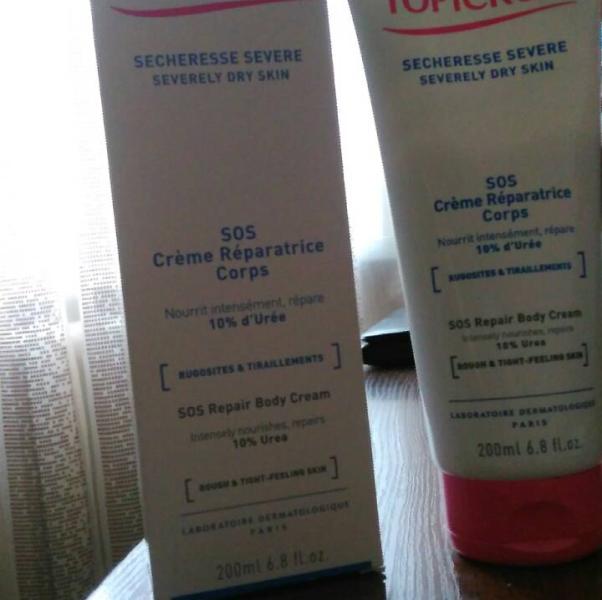 SECHERESSE SEVERE
SEVERELY DRY SKIN
SOS
Crème Réparatrice
Corps
Nourrit intensément, répare
10% d'Urée
[ RUGOSITES & TIRAILLEMENTS ]
SOS Repair Body Cream
Intensely nourishes, repairs
10% Urea
[ ROUGH & TIGHT-FEELING SKIN ]
LABORATOIRE DERMATOLOGIQUE
PARIS
200ml 6.8 fl.oz.
SECHERESSE SEVERE
SEVERELY DRY SKIN
SOS
Crème Réparatrice
Corps
Nourrit intensément, répare
10% d'Urée
[ RUGOSITES & TIRAILLEMENTS ]
SOS Repair Body Cream
Intensely nourishes, repairs
10% Urea
[ ROUGH & TIGHT-FEELING SKIN ]
LABORATOIRE DERMATOLOGIQUE
PARIS
200ml 6.8 fl.oz.